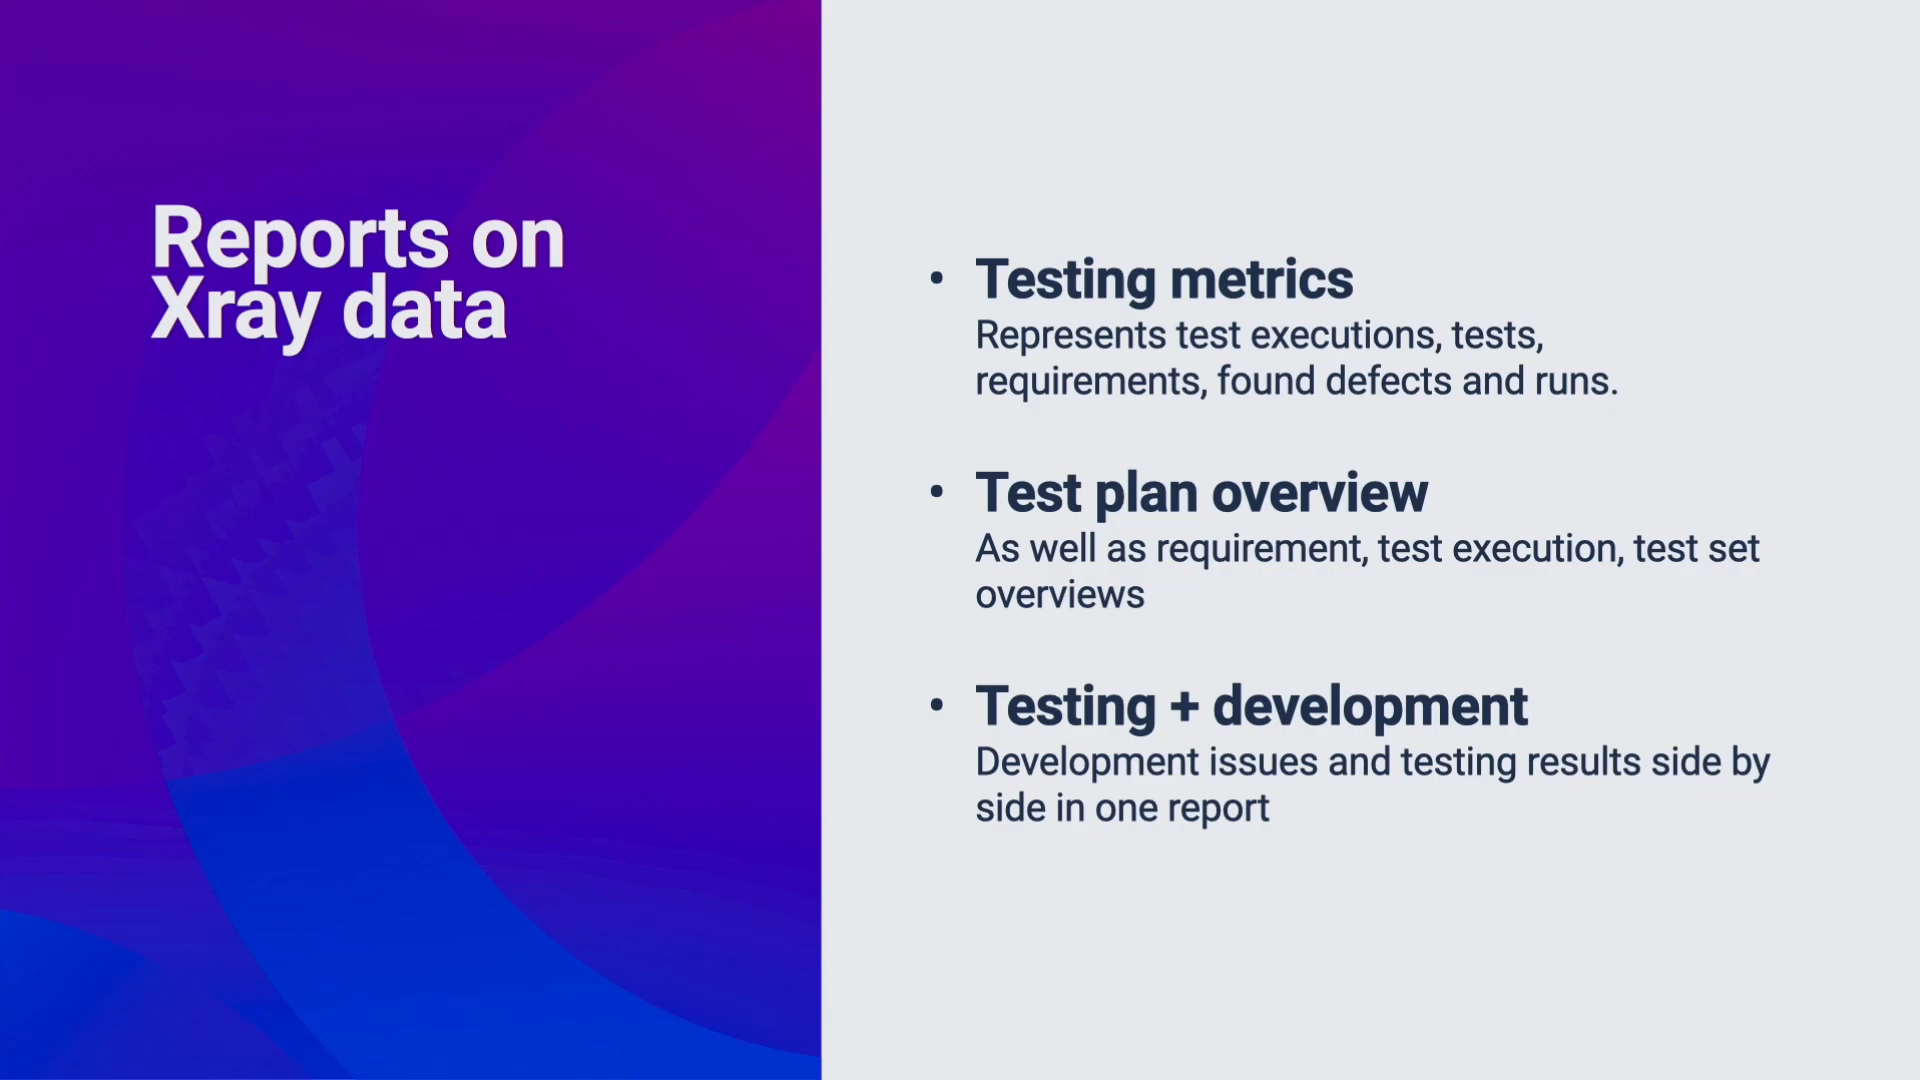 Reports on
Xray data
• Testing metrics
Represents test executions, tests,
requirements, found defects and runs.
• Test plan overview
As well as requirement, test execution, test set
overviews
• Testing + development
Development issues and testing results side by
side in one report